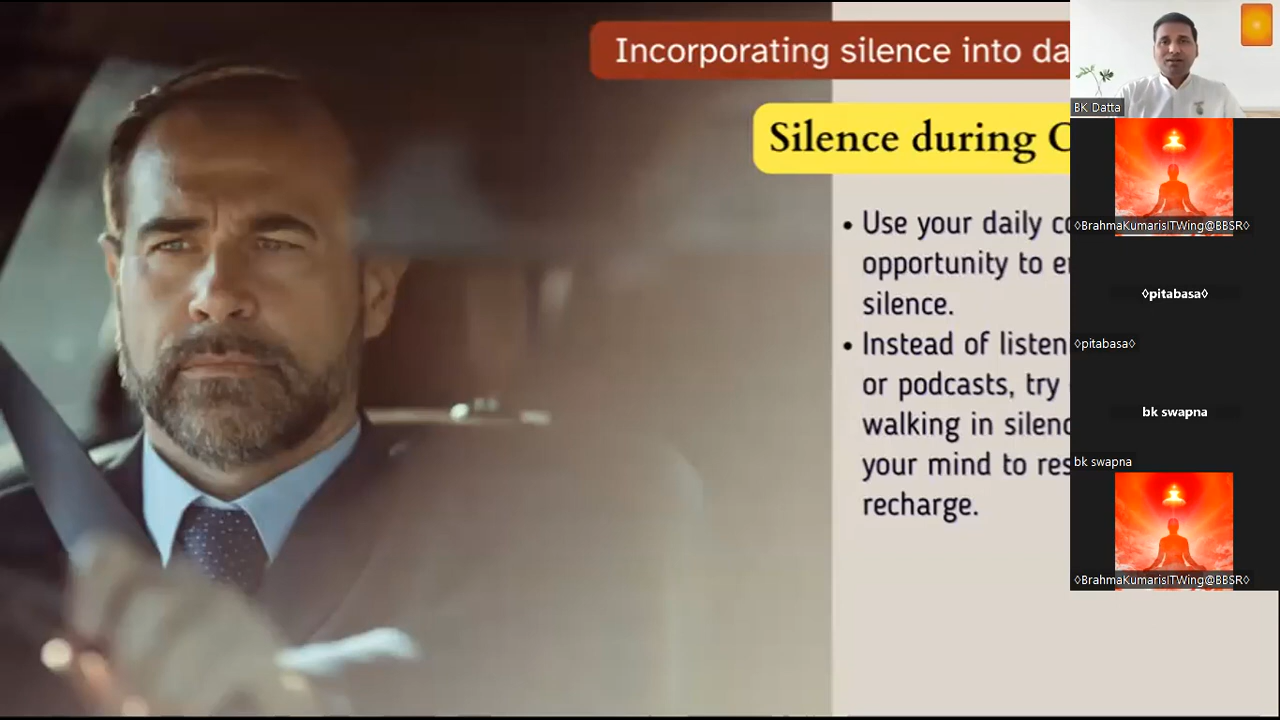 Incorporating silence into da
Silence during
• Use your daily
opportunity to
silence.
• Instead of listen
or podcasts, try
walking in silenc
your mind to res
recharge.
BK Datta
◊BrahmaKumarisITWing@BBSR◊
◊pitabasa◊
◊pitabasa◊
bk swapna
bk swapna
◊BrahmaKumarisITWing@BBSR◊